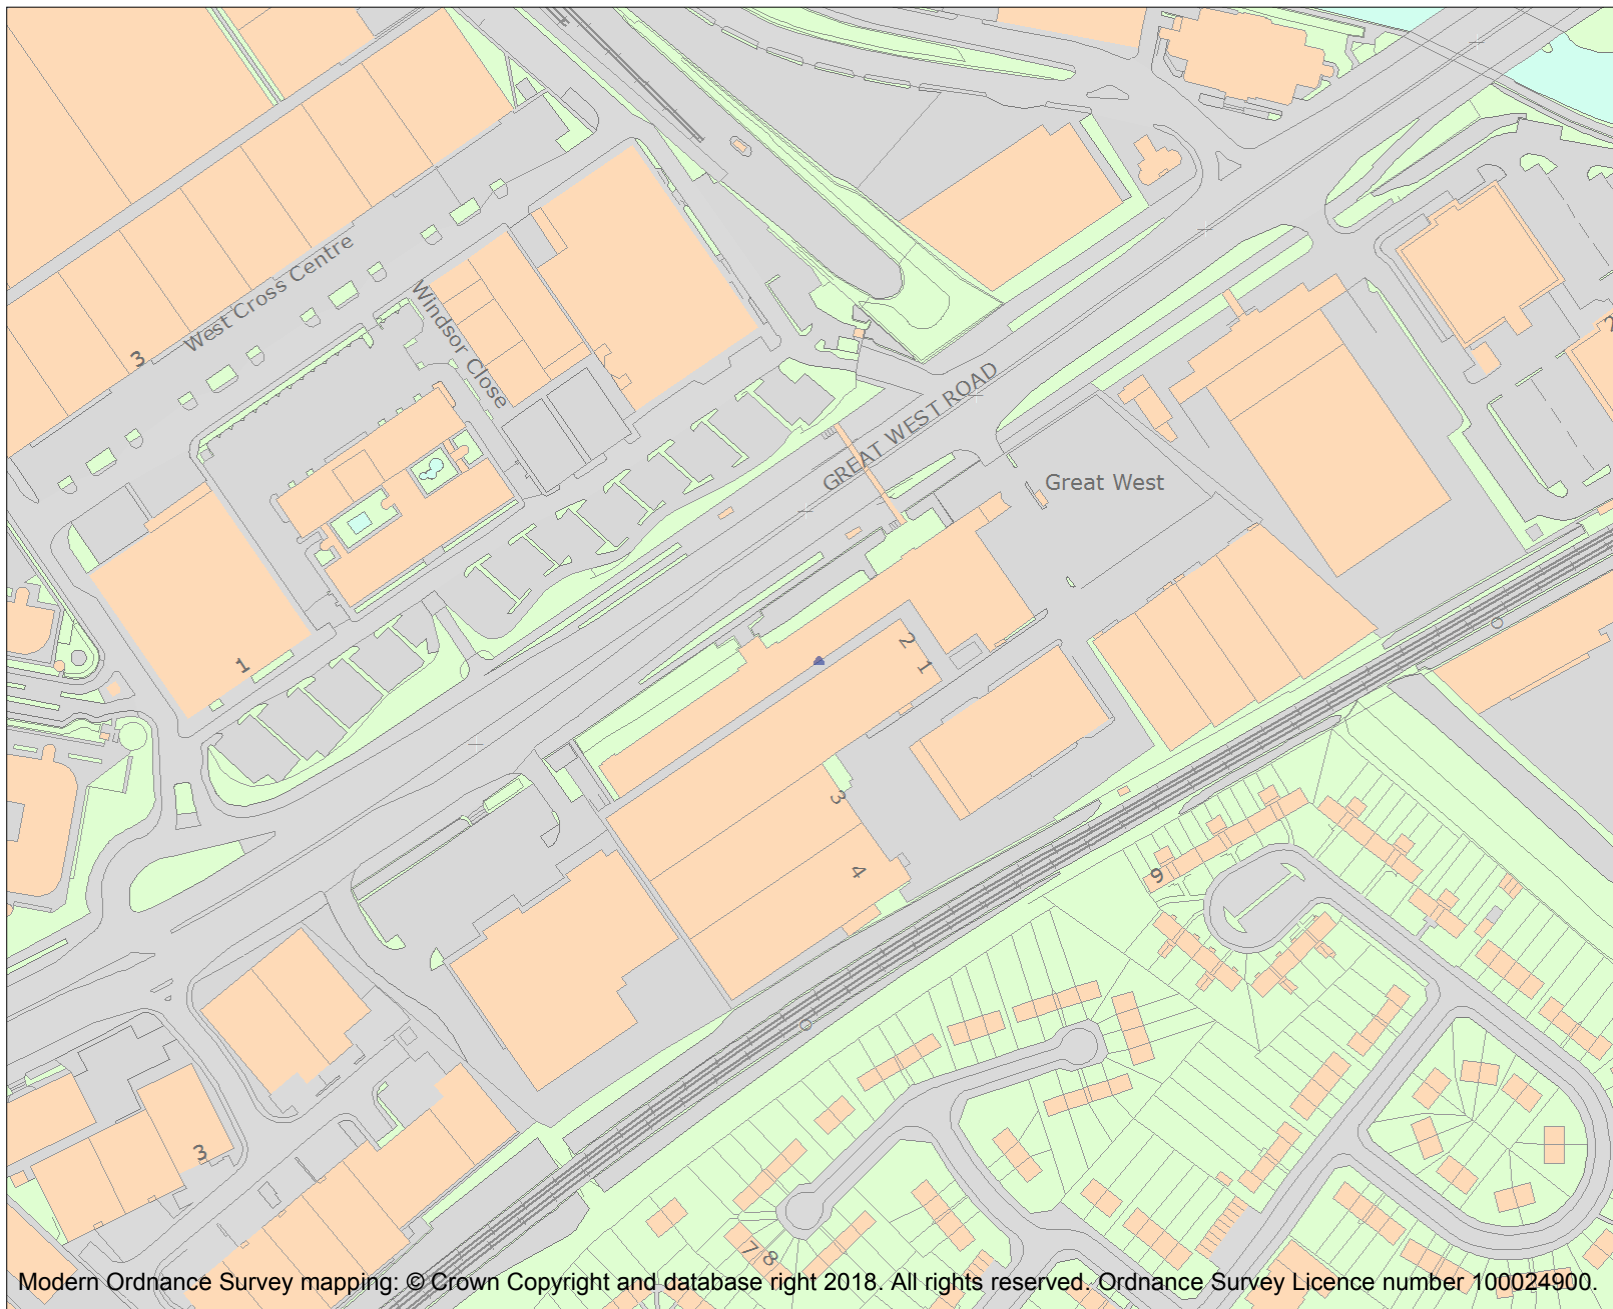 West Cross Centre
3
Windsor Close
GREAT WEST ROAD
Great West
2
1
1
3
4
9
3
7 8
Modern Ordnance Survey mapping: © Crown Copyright and database right 2018. All rights reserved. Ordnance Survey Licence number 100024900.